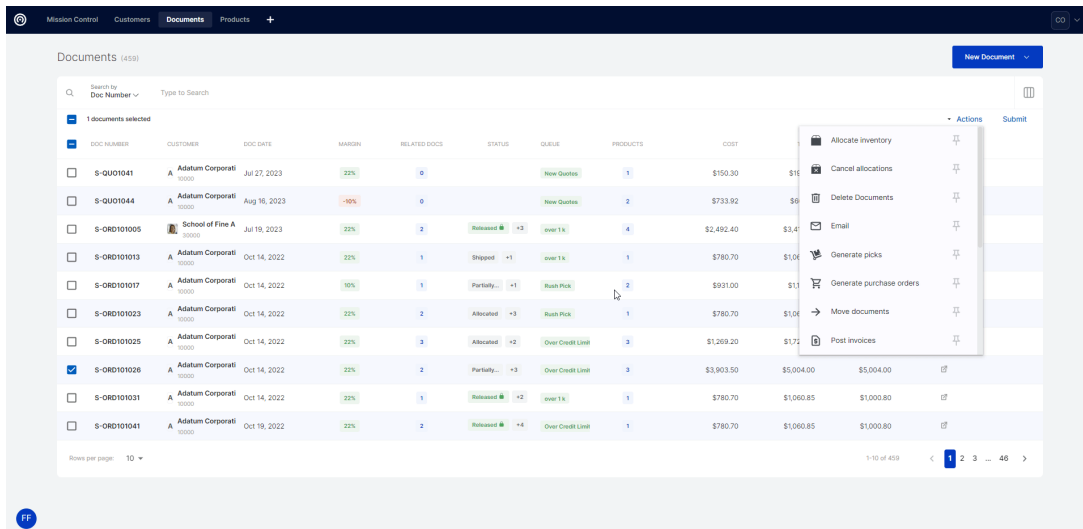 Mission Control Customers Documents Products +
CO
Documents (459)
New Document
Search by
Doc Number
Type to Search
1 documents selected
Actions Submit
DOC NUMBER CUSTOMER DOC DATE MARGIN RELATED DOCS STATUS QUEUE PRODUCTS COST
S-QUO1041 A Adatum Corporati 10000 Jul 27, 2023 22% 0 New Quotes 1 $150.30
S-QUO1044 A Adatum Corporati 10000 Aug 16, 2023 -10% 0 New Quotes 2 $733.92
S-ORD101005 School of Fine A 30000 Jul 19, 2023 22% 2 Released +3 over 1 k 4 $2,492.40
S-ORD101013 A Adatum Corporati 10000 Oct 14, 2022 22% 1 Shipped +1 over 1 k 1 $780.70
S-ORD101017 A Adatum Corporati 10000 Oct 14, 2022 10% 1 Partially... +1 Rush Pick 2 $931.00
S-ORD101023 A Adatum Corporati 10000 Oct 14, 2022 22% 2 Allocated +3 Rush Pick 1 $780.70
S-ORD101025 A Adatum Corporati 10000 Oct 14, 2022 22% 3 Allocated +2 Over Credit Limit 3 $1,269.20
S-ORD101026 A Adatum Corporati 10000 Oct 14, 2022 22% 2 Partially... +3 Over Credit Limit 3 $3,903.50 $5,004.00 $5,004.00
S-ORD101031 A Adatum Corporati 10000 Oct 14, 2022 22% 1 Released +2 over 1 k 1 $780.70 $1,060.85 $1,000.80
S-ORD101041 A Adatum Corporati 10000 Oct 19, 2022 22% 2 Released +4 Over Credit Limit 1 $780.70 $1,060.85 $1,000.80
Allocate inventory
Cancel allocations
Delete Documents
Email
Generate picks
Generate purchase orders
Move documents
Post invoices
Rows per page: 10
1-10 of 459 < 1 2 3 ... 46 >
FF